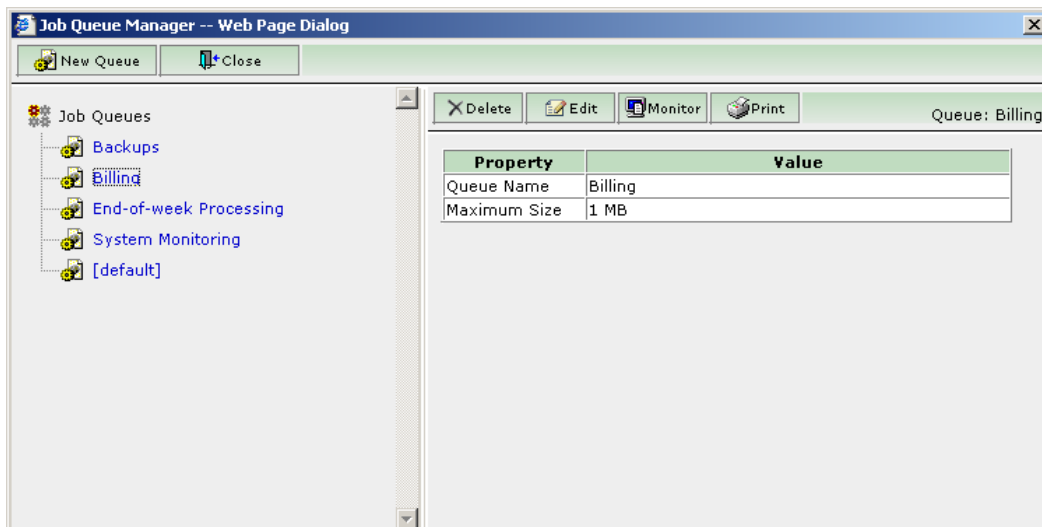 Job Queue Manager -- Web Page Dialog
New Queue
Close
Job Queues
Backups
Billing
End-of-week Processing
System Monitoring
[default]
Delete
Edit
Monitor
Print
Queue: Billing
Property Value
Queue Name Billing
Maximum Size 1 MB